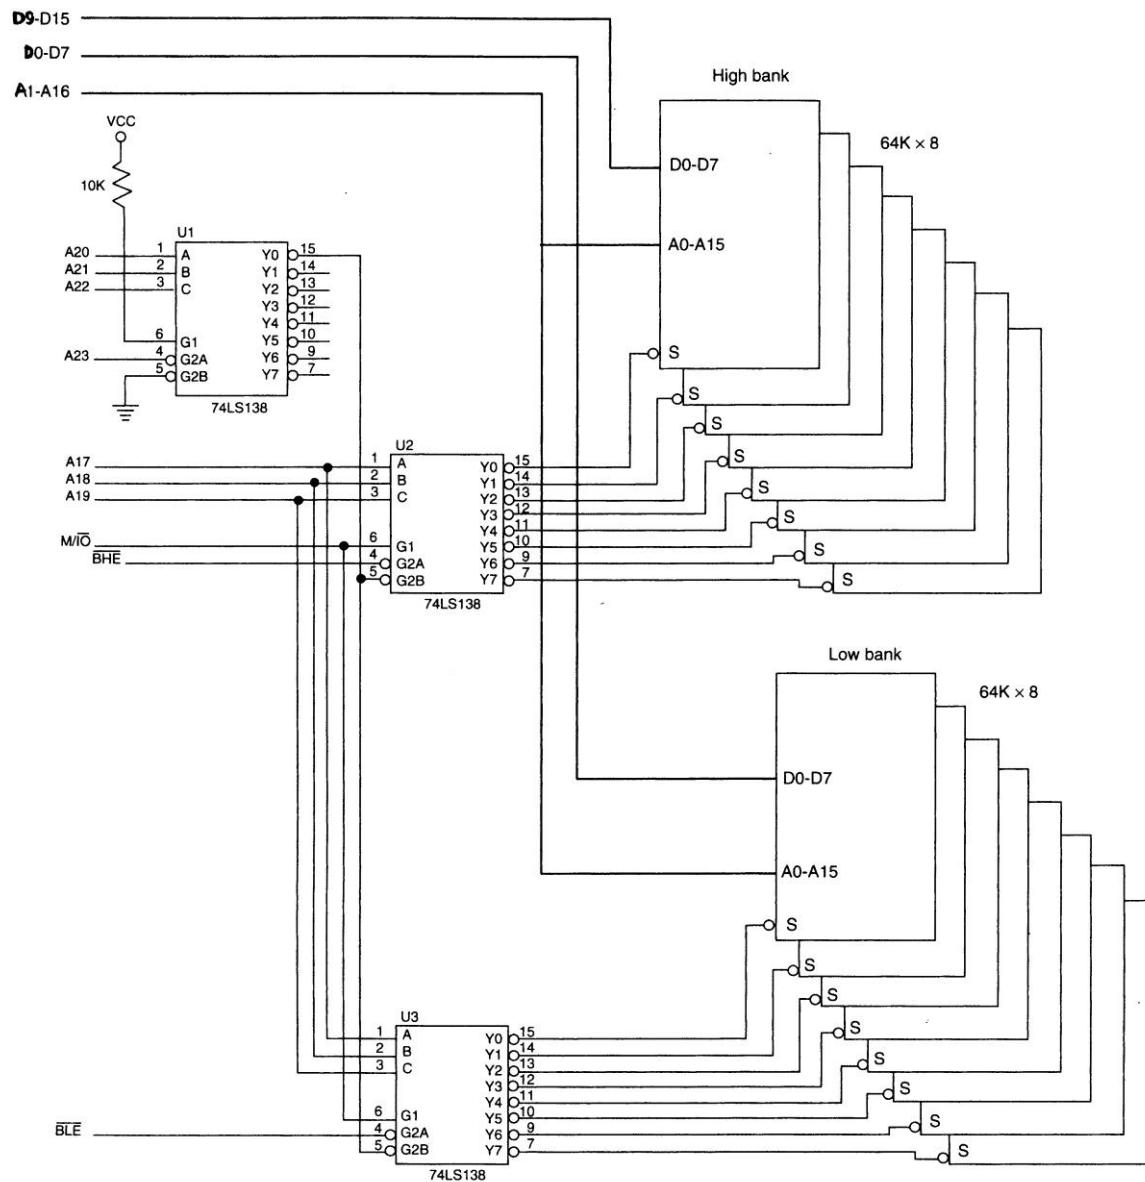 D9-D15
D0-D7
A1-A16
High bank
VCC
64K × 8
10K
D0-D7
U1
A20 1 A Y0 15
A21 2 B Y1 14
A22 3 C Y2 13
Y3 12
Y4 11
6 G1 Y5 10
A23 4 G2A Y6 9
5 G2B Y7 7
74LS138
A0-A15
S
S
S
S
S
S
S
S
U2
A17 1 A Y0 15
A18 2 B Y1 14
A19 3 C Y2 13
Y3 12
Y4 11
M/I̅O̅ 6 G1 Y5 10
B̅H̅E̅ 4 G2A Y6 9
5 G2B Y7 7
74LS138
Low bank
64K × 8
D0-D7
A0-A15
S
S
S
S
S
S
S
S
U3
1 A Y0 15
2 B Y1 14
3 C Y2 13
Y3 12
Y4 11
6 G1 Y5 10
B̅L̅E̅ 4 G2A Y6 9
5 G2B Y7 7
74LS138